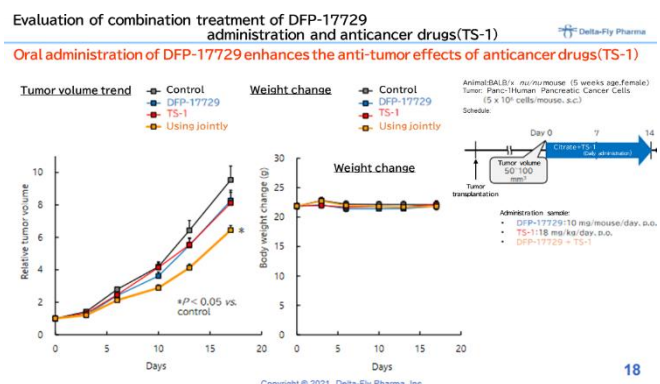 Evaluation of combination treatment of DFP-17729
administration and anticancer drugs(TS-1)
Delta-Fly Pharma
Oral administration of DFP-17729 enhances the anti-tumor effects of anticancer drugs(TS-1)
Tumor volume trend
Control
DFP-17729
TS-1
Using jointly
Weight change
Control
DFP-17729
TS-1
Using jointly
Animal:BALB/x nu/numouse (5 weeks age,female)
Tumor: Panc-1Human Pancreatic Cancer Cells
(5 x 10⁶ cells/mouse, s.c.)
Schedule:
Day 0 7 14
Citrate+TS-1
(Daily administration)
Tumor volume
50~100
mm³
Tumor
transplantation
Administration sample:
• DFP-17729:10 mg/mouse/day, p.o.
• TS-1:18 mg/kg/day, p.o.
• DFP-17729 + TS-1
Relative tumor volume
10
8
6
4
2
0
*
*P< 0.05 vs.
control
0 5 10 15 20
Days
Weight change
Body weight change (g)
30
25
20
15
10
5
0
0 5 10 15 20
Days
Copyright © 2021 Delta-Fly Pharma, Inc.
18